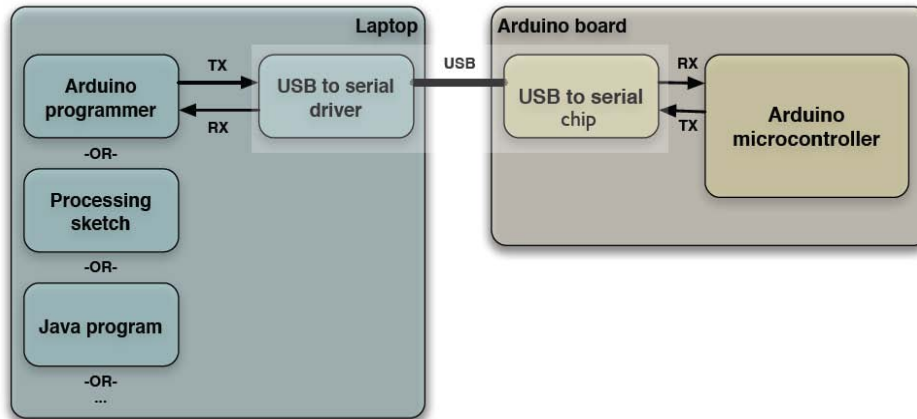 Laptop
Arduino
programmer
TX
RX
USB to serial
driver
-OR-
Processing
sketch
-OR-
Java program
-OR-
...
USB
Arduino board
USB to serial
chip
RX
TX
Arduino
microcontroller